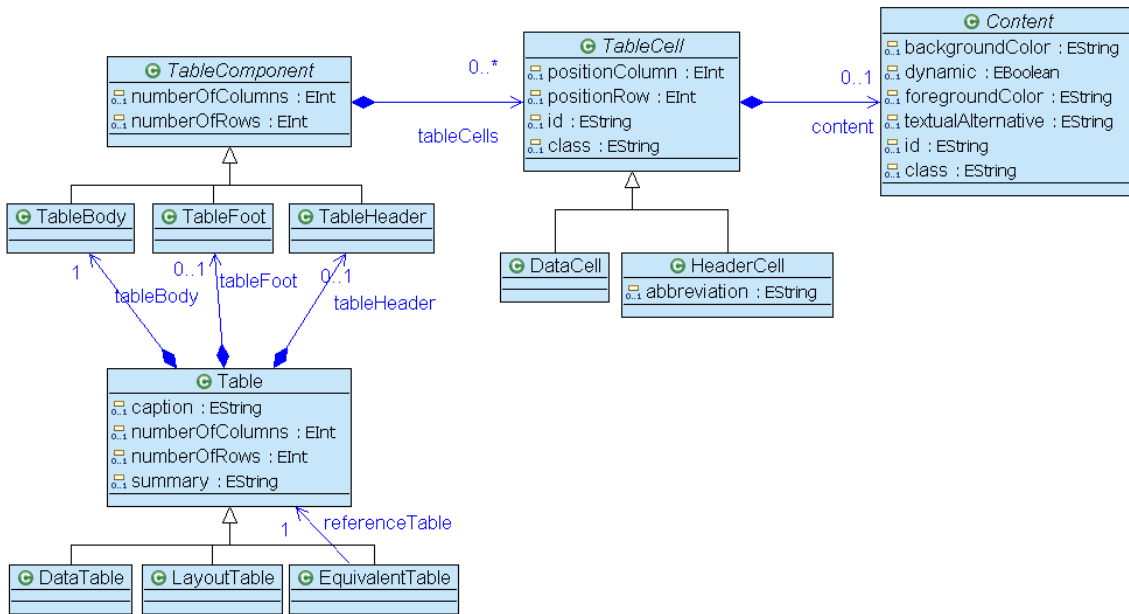 Content
backgroundColor : EString
dynamic : EBoolean
foregroundColor : EString
textualAlternative : EString
id : EString
class : EString
TableCell
positionColumn : EInt
positionRow : EInt
id : EString
class : EString
TableComponent
numberOfColumns : EInt
numberOfRows : EInt
0..*
tableCells
0..1
content
TableBody
TableFoot
TableHeader
1
0..1
0..1
tableBody
tableFoot
tableHeader
DataCell
HeaderCell
abbreviation : EString
Table
caption : EString
numberOfColumns : EInt
numberOfRows : EInt
summary : EString
1
referenceTable
DataTable
LayoutTable
EquivalentTable